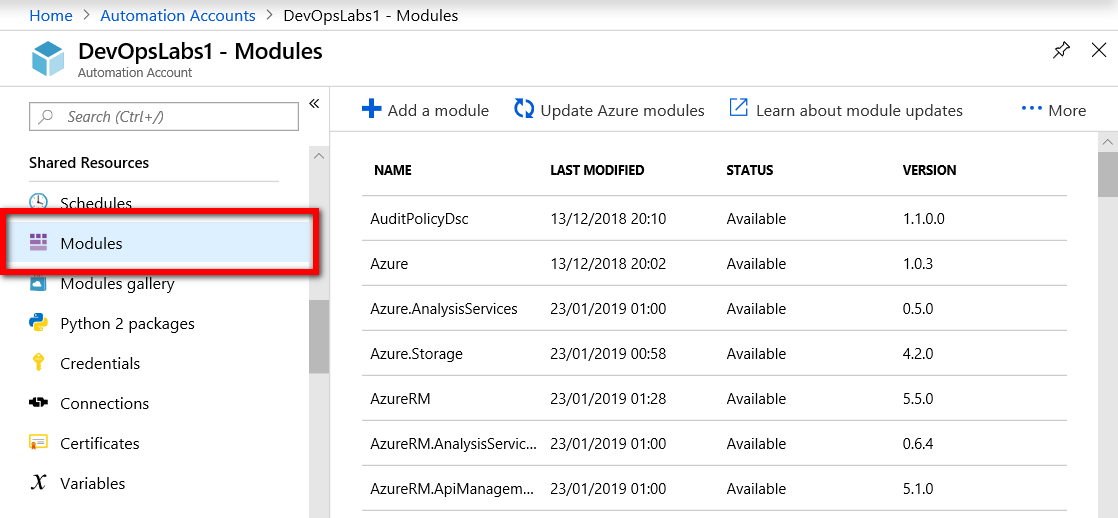 Home > Automation Accounts > DevOpsLabs1 - Modules
DevOpsLabs1 - Modules
Automation Account
Search (Ctrl+/)
«
Shared Resources
Schedules
Modules
Modules gallery
Python 2 packages
Credentials
Connections
Certificates
Variables
Add a module Update Azure modules Learn about module updates ··· More
NAME LAST MODIFIED STATUS VERSION
AuditPolicyDsc 13/12/2018 20:10 Available 1.1.0.0
Azure 13/12/2018 20:02 Available 1.0.3
Azure.AnalysisServices 23/01/2019 01:00 Available 0.5.0
Azure.Storage 23/01/2019 00:58 Available 4.2.0
AzureRM 23/01/2019 01:28 Available 5.5.0
AzureRM.AnalysisServic... 23/01/2019 01:00 Available 0.6.4
AzureRM.ApiManagem... 23/01/2019 01:00 Available 5.1.0